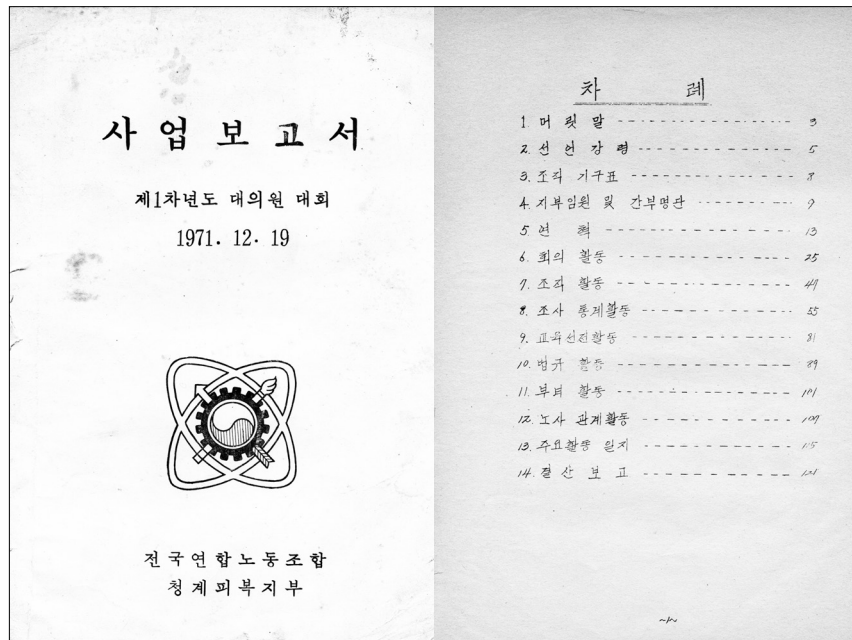 사업보고서
제1차년도 대의원 대회
1971. 12. 19
전국연합노동조합
청계피복지부
차 례
1. 머릿말 3
2. 선언강령 5
3. 조직 기구표 8
4. 지부임원 및 간부명단 9
5. 연 혁 13
6. 회의 활동 25
7. 조직 활동 47
8. 조사 통계활동 55
9. 교육선전활동 81
10. 법규 활동 89
11. 부녀 활동 101
12. 노사 관계활동 107
13. 주요활동 일지
14. 결산보고
~1~